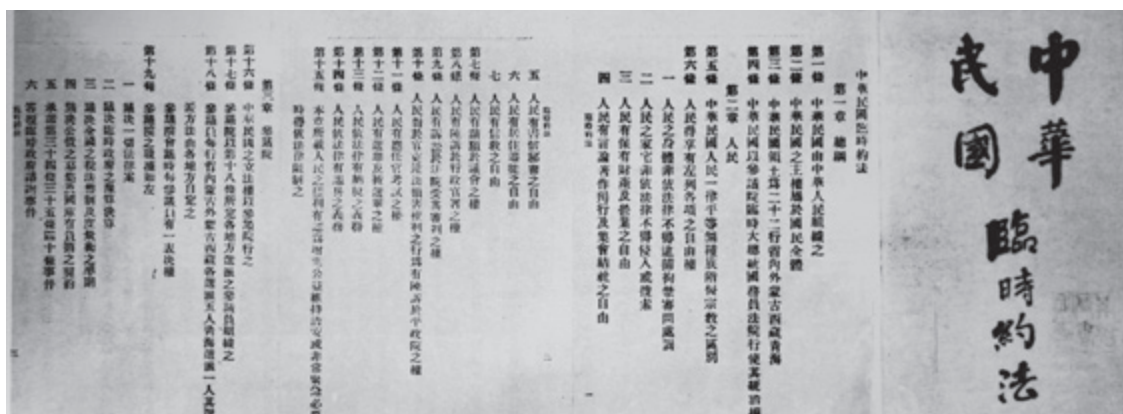 中華
民國
臨時約法
中華民國臨時約法
第一章 總綱
第一條 中華民國由中華人民組織之
第二條 中華民國之主權屬於國民全體
第三條 中華民國領土為二十二行省內外蒙古西藏青海
第四條 中華民國以參議院臨時大總統國務員法院行使其統治權
第二章 人民
第五條 中華民國人民一律平等無種族階級宗教之區別
第六條 人民得享有左列各項之自由權
一 人民之身體非依法律不得逮捕拘禁審問處罰
二 人民之家宅非依法律不得侵入或搜索
三 人民有保有財產及營業之自由
四 人民有言論著作刊行及集會結社之自由
臨時約法
一
臨時約法
二
五 人民有書信秘密之自由
六 人民有居住遷徙之自由
七 人民有信教之自由
第七條 人民有請願於議會之權
第八條 人民有陳訴於行政官署之權
第九條 人民有訴訟於法院受其審判之權
第十條 人民對於官吏違法損害權利之行為有陳訴於平政院之權
第十一條 人民有應任官考試之權
第十二條 人民有選舉及被選舉之權
第十三條 人民依法律有納稅之義務
第十四條 人民依法律有服兵之義務
第十五條 本章所載人民之權利有認為增進公益維持治安或非常緊急必要
時得依法律限制之
第三章 參議院
第十六條 中華民國之立法權以參議院行之
第十七條 參議院以第十八條所定各地方選派之參議員組織之
第十八條 參議員每行省內蒙古外蒙古西藏各選派五人青海選派一人其選
派方法由各地方自定之
參議院會議時每參議員有一表決權
第十九條 參議院之職權如左
一 議決一切法律案
二 議決臨時政府之預算決算
三 議決全國之稅法幣制及度量衡之準則
四 議決公債之募集及國庫有負擔之契約
五 承諾第三十四條三十五條四十條事件
六 答復臨時政府諮詢事件
臨時約法
三